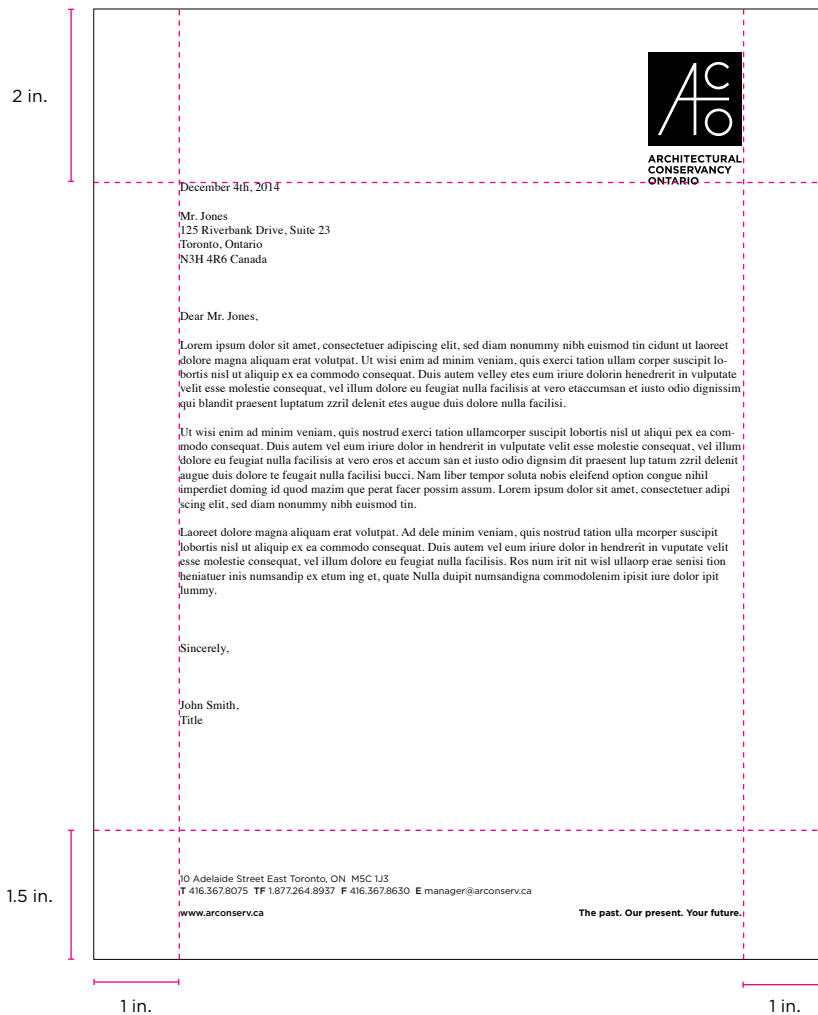 2 in.
A C O
ARCHITECTURAL
CONSERVANCY
ONTARIO
December 4th, 2014
Mr. Jones
125 Riverbank Drive, Suite 23
Toronto, Ontario
N3H 4R6 Canada
Dear Mr. Jones,
Lorem ipsum dolor sit amet, consectetuer adipiscing elit, sed diam nonummy nibh euismod tin cidunt ut laoreet
dolore magna aliquam erat volutpat. Ut wisi enim ad minim veniam, quis exerci tation ullam corper suscipit lo-
bortis nisl ut aliquip ex ea commodo consequat. Duis autem velley etes eum iriure dolorin henedrerit in vulputate
velit esse molestie consequat, vel illum dolore eu feugiat nulla facilisis at vero etaccumsan et iusto odio dignissim
qui blandit praesent luptatum zzril delenit etes augue duis dolore nulla facilisi.
Ut wisi enim ad minim veniam, quis nostrud exerci tation ullamcorper suscipit lobortis nisl ut aliqui pex ea com-
modo consequat. Duis autem vel eum iriure dolor in hendrerit in vulputate velit esse molestie consequat, vel illum
dolore eu feugiat nulla facilisis at vero eros et accum san et iusto odio dignsim dit praesent lup tatum zzril delenit
augue duis dolore te feugait nulla facilisi bucci. Nam liber tempor soluta nobis eleifend option congue nihil
imperdiet doming id quod mazim que perat facer possim assum. Lorem ipsum dolor sit amet, consectetuer adipi
scing elit, sed diam nonummy nibh euismod tin.
Laoreet dolore magna aliquam erat volutpat. Ad dele minim veniam, quis nostrud tation ulla mcorper suscipit
lobortis nisl ut aliquip ex ea commodo consequat. Duis autem vel eum iriure dolor in hendrerit in vuputate velit
esse molestie consequat, vel illum dolore eu feugiat nulla facilisis. Ros num irit nit wisl ullaorp erae senisi tion
heniatuer inis numsandip ex etum ing et, quate Nulla duipit numsandigna commodolenim ipisit iure dolor ipit
lummy.
Sincerely,
John Smith,
Title
1.5 in.
10 Adelaide Street East Toronto, ON M5C 1J3
T 416.367.8075 TF 1.877.264.8937 F 416.367.8630 E manager@arconserv.ca
www.arconserv.ca The past. Our present. Your future.
1 in. 1 in.